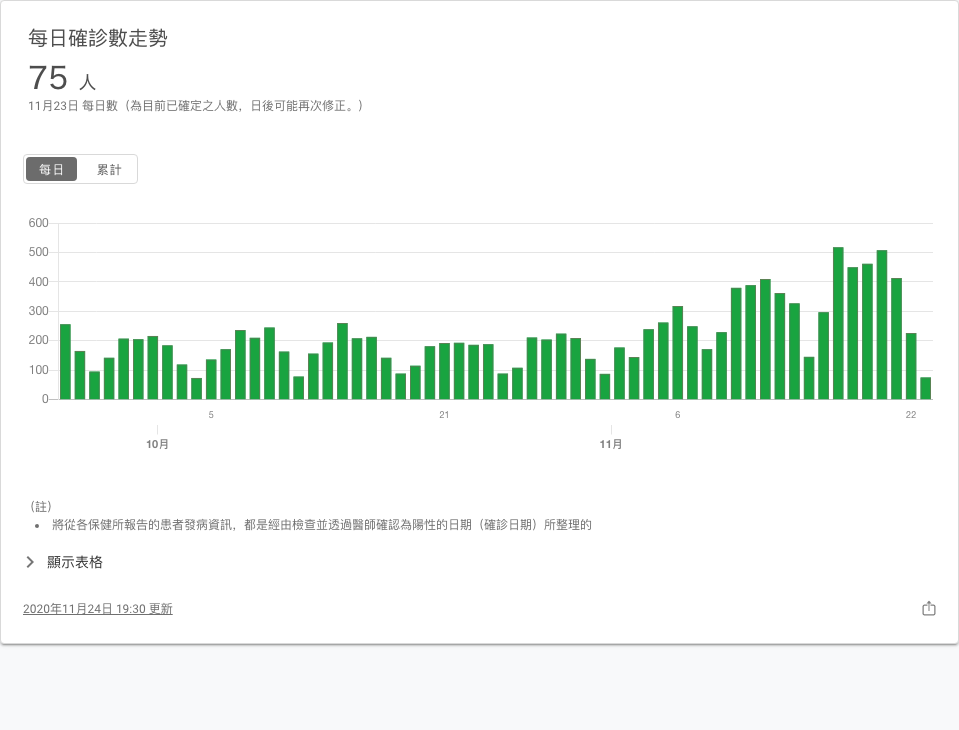 每日確診數走勢
75 人
11月23日 每日數（為目前已確定之人數，日後可能再次修正。）
每日 累計
600
500
400
300
200
100
0
5 21 6 22
10月 11月
（註）
• 將從各保健所報告的患者發病資訊，都是經由檢查並透過醫師確認為陽性的日期（確診日期）所整理的
顯示表格
2020年11月24日 19:30 更新